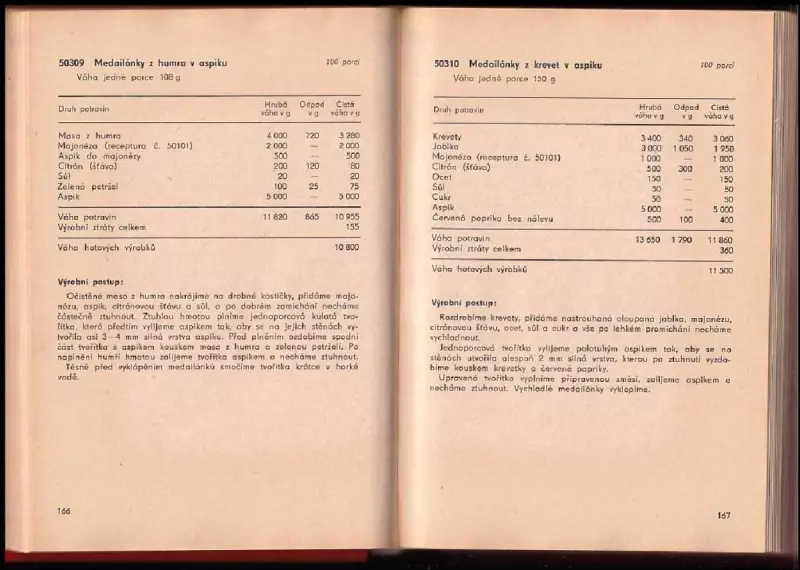 50309 Medailónky z humra v aspiku 100 porcí
Váha jedné porce 108 g
Druh potravin Hrubá váha v g Odpad v g Čistá váha v g
Maso z humra 4 000 720 3 280
Majonéza (receptura č. 50101) 2 000 — 2 000
Aspik do majonézy 500 — 500
Citrón (šťáva) 200 120 80
Sůl 20 — 20
Zelená petržel 100 25 75
Aspik 5 000 — 5 000
Váha potravin 11 820 865 10 955
Výrobní ztráty celkem 155
Váha hotových výrobků 10 800
Výrobní postup:
Očistěné maso z humra nakrájíme na drobné kostičky, přidáme majo-
nézu, aspik, citrónovou šťávu a sůl, a po dobrém zamíchání necháme
částečně ztuhnout. Ztuhlou hmotou plníme jednoporcová kulatá tvo-
řítka, která předtím vylijeme aspikem tak, aby se na jejich stěnách vy-
tvořila asi 3—4 mm silná vrstva aspiku. Před plněním ozdobíme spodní
část tvořítka s aspikem kouskem masa z humra a zelenou petrželí. Po
naplnění humří hmotou zalijeme tvořítka aspikem a necháme ztuhnout.
Těsně před vyklápěním medailónků smočíme tvořítka krátce v horké
vodě.
166
50310 Medailónky z krevet v aspiku 100 porcí
Váha jedné porce 150 g
Druh potravin Hrubá váha v g Odpad v g Čistá váha v g
Krevety 3 400 340 3 060
Jablka 3 000 1 050 1 950
Majonéza (receptura č. 50101) 1 000 — 1 000
Citrón (šťáva) 500 300 200
Ocet 150 — 150
Sůl 50 — 50
Cukr 50 — 50
Aspik 5 000 — 5 000
Červená paprika bez nálevu 500 100 400
Váha potravin 13 650 1 790 11 860
Výrobní ztráty celkem 360
Váha hotových výrobků 11 500
Výrobní postup:
Rozdrobíme krevety, přidáme nastrouhaná oloupaná jablka, majonézu,
citrónovou šťávu, ocet, sůl a cukr a vše po lehkém promíchání necháme
vychladnout.
Jednoporcová tvořítka vylijeme polotuhým aspikem tak, aby se na
stěnách utvořila alespoň 2 mm silná vrstva, kterou po ztuhnutí vyzdo-
bíme kouskem krevetky a červené papriky.
Upravená tvořítka vyplníme připravenou směsí, zalijeme aspikem a
necháme ztuhnout. Vychladlé medailónky vyklopíme.
167